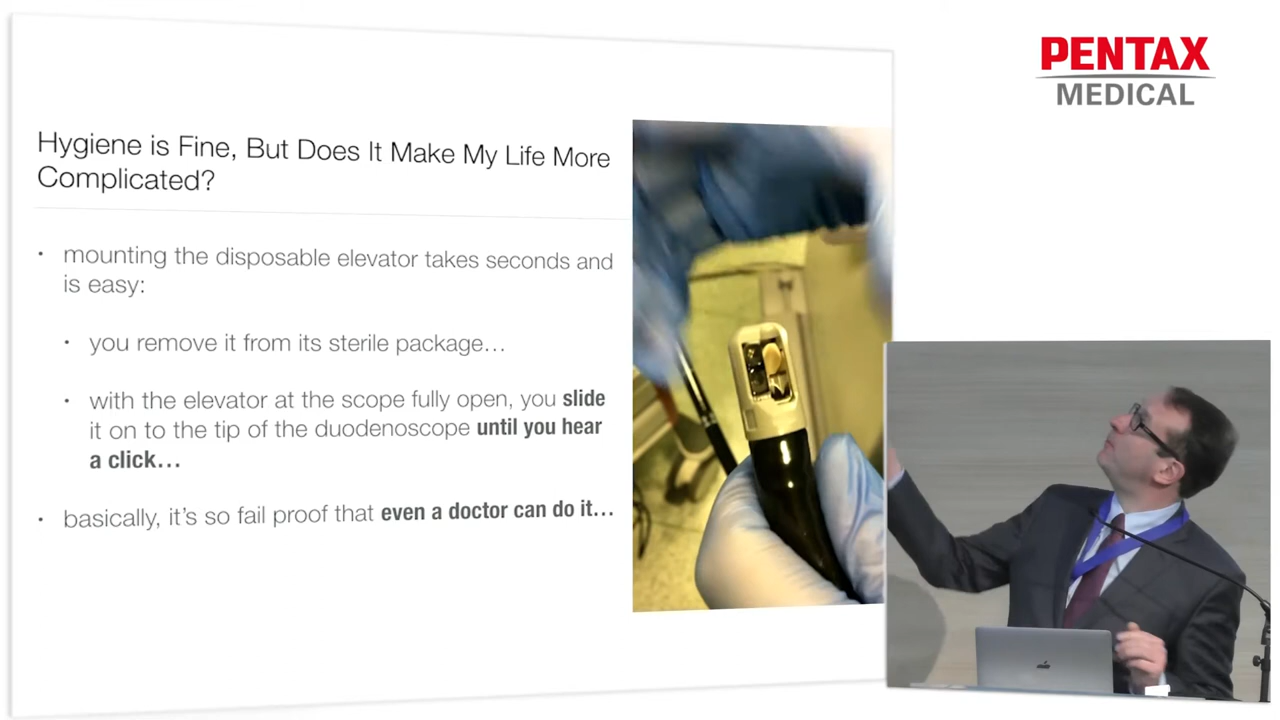 PENTAX
MEDICAL
Hygiene is Fine, But Does It Make My Life More
Complicated?
• mounting the disposable elevator takes seconds and
is easy:
• you remove it from its sterile package…
• with the elevator at the scope fully open, you slide
it on to the tip of the duodenoscope until you hear
a click…
• basically, it's so fail proof that even a doctor can do it…